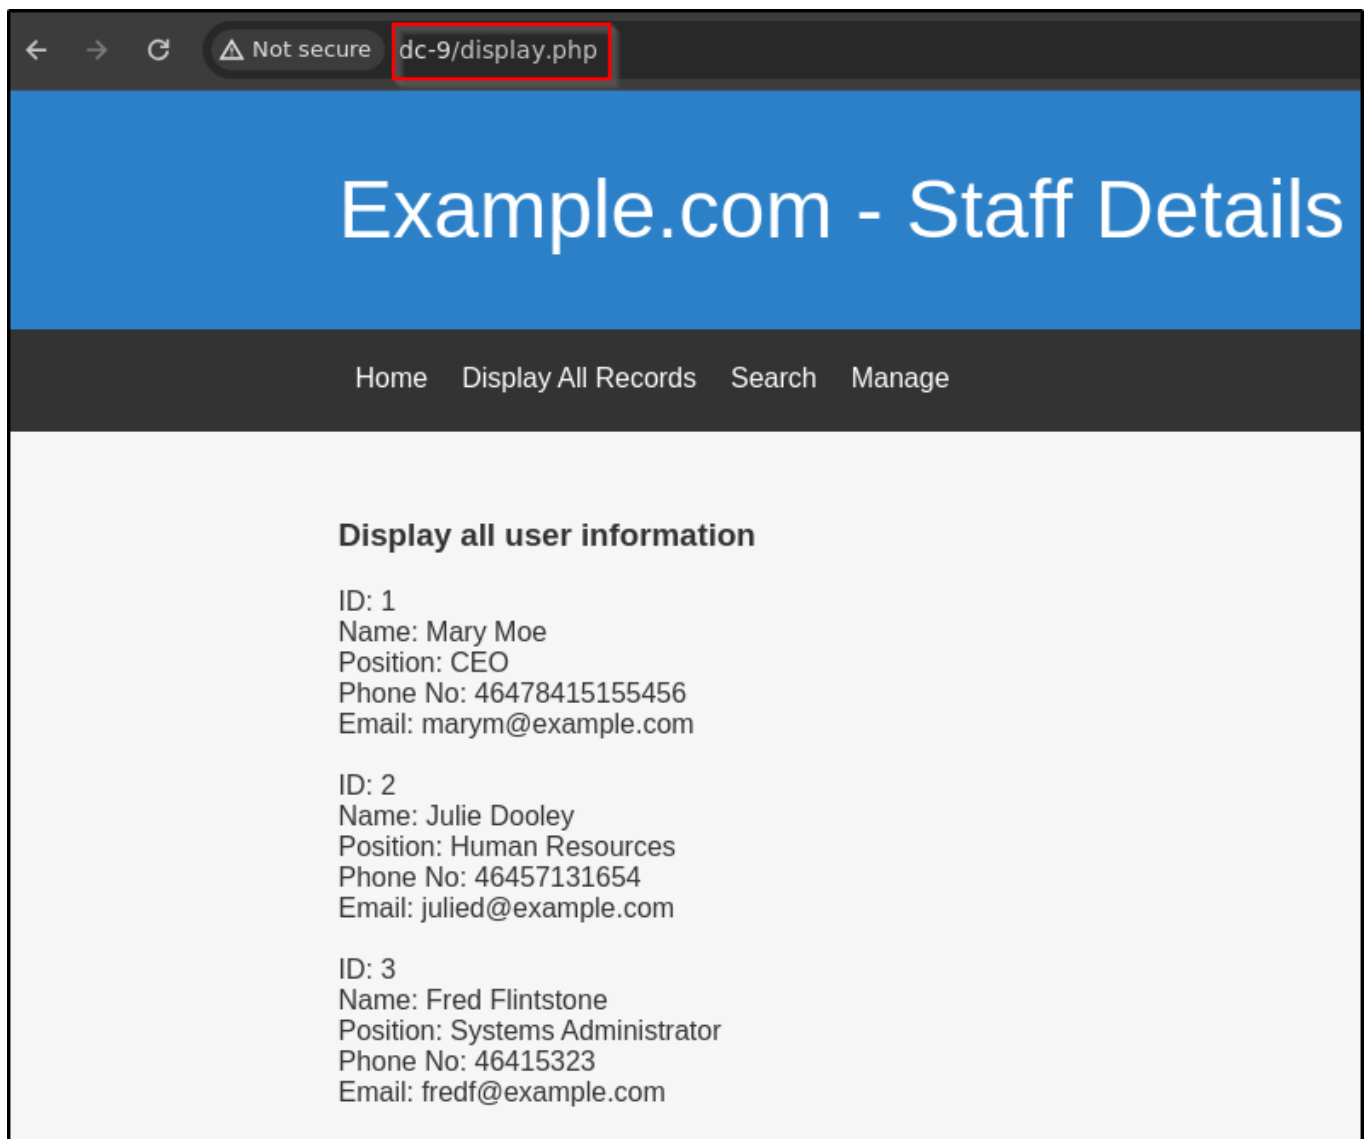 Not secure dc-9/display.php
Example.com - Staff Details
Home Display All Records Search Manage
Display all user information
ID: 1
Name: Mary Moe
Position: CEO
Phone No: 46478415155456
Email: marym@example.com
ID: 2
Name: Julie Dooley
Position: Human Resources
Phone No: 46457131654
Email: julied@example.com
ID: 3
Name: Fred Flintstone
Position: Systems Administrator
Phone No: 46415323
Email: fredf@example.com